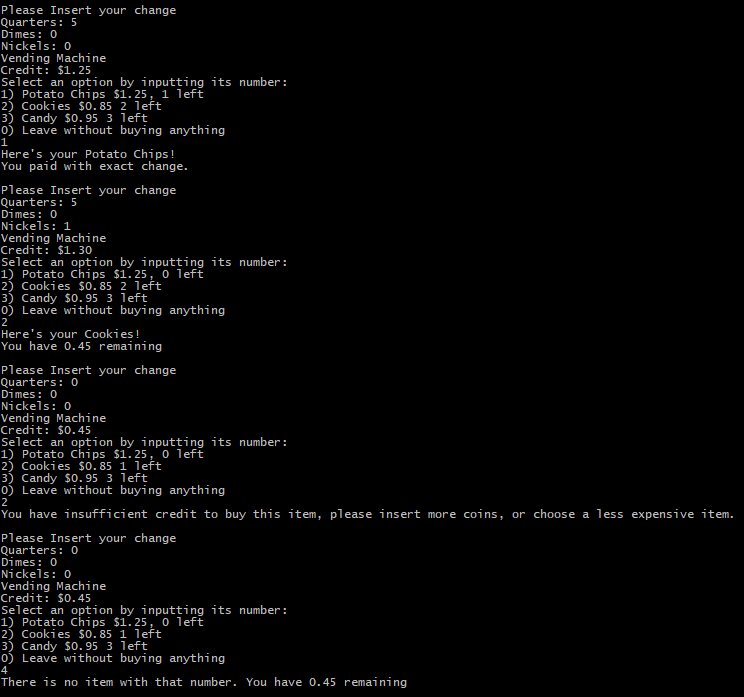 Please Insert your change
Quarters: 5
Dimes: 0
Nickels: 0
Vending Machine
Credit: $1.25
Select an option by inputting its number:
1) Potato Chips $1.25, 1 left
2) Cookies $0.85 2 left
3) Candy $0.95 3 left
0) Leave without buying anything
1
Here's your Potato Chips!
You paid with exact change.
Please Insert your change
Quarters: 5
Dimes: 0
Nickels: 1
Vending Machine
Credit: $1.30
Select an option by inputting its number:
1) Potato Chips $1.25, 0 left
2) Cookies $0.85 2 left
3) Candy $0.95 3 left
0) Leave without buying anything
2
Here's your Cookies!
You have 0.45 remaining
Please Insert your change
Quarters: 0
Dimes: 0
Nickels: 0
Vending Machine
Credit: $0.45
Select an option by inputting its number:
1) Potato Chips $1.25, 0 left
2) Cookies $0.85 1 left
3) Candy $0.95 3 left
0) Leave without buying anything
2
You have insufficient credit to buy this item, please insert more coins, or choose a less expensive item.
Please Insert your change
Quarters: 0
Dimes: 0
Nickels: 0
Vending Machine
Credit: $0.45
Select an option by inputting its number:
1) Potato Chips $1.25, 0 left
2) Cookies $0.85 1 left
3) Candy $0.95 3 left
0) Leave without buying anything
4
There is no item with that number. You have 0.45 remaining